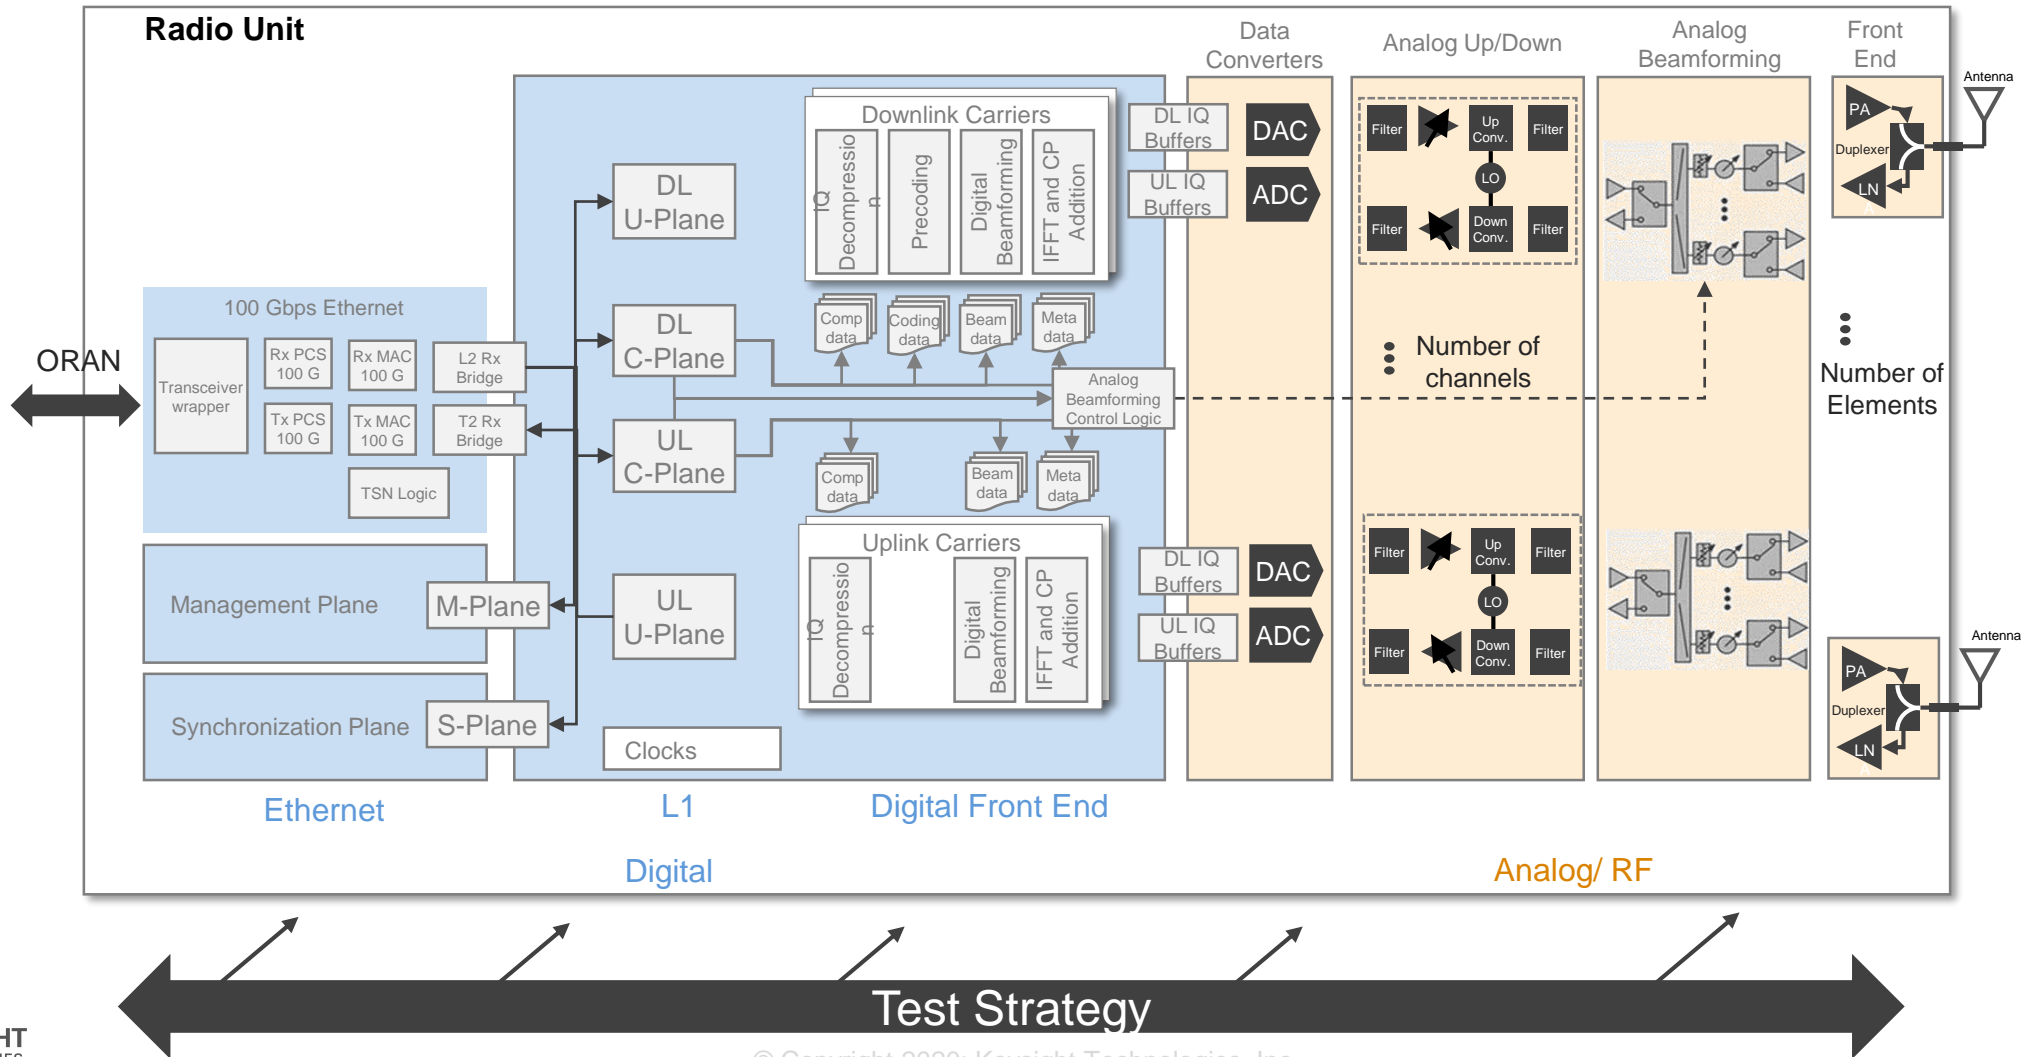 Radio Unit
Data
Converters
Analog Up/Down
Analog
Beamforming
Front
End
Antenna
Downlink Carriers
IQ
Decompressio
n
Precoding
Digital
Beamforming
IFFT and CP
Addition
DL IQ
Buffers
UL IQ
Buffers
DAC
ADC
Filter
Up
Conv.
Filter
LO
Filter
Down
Conv.
Filter
PA
Duplexer
LN
A
DL
U-Plane
DL
C-Plane
UL
C-Plane
UL
U-Plane
Comp
data
Coding
data
Beam
data
Meta
data
Analog
Beamforming
Control Logic
Comp
data
Beam
data
Meta
data
Number of
channels
Number of
Elements
ORAN
100 Gbps Ethernet
Transceiver
wrapper
Rx PCS
100 G
Rx MAC
100 G
L2 Rx
Bridge
Tx PCS
100 G
Tx MAC
100 G
T2 Rx
Bridge
TSN Logic
Management Plane
M-Plane
Synchronization Plane
S-Plane
Uplink Carriers
IQ
Decompressio
n
Digital
Beamforming
IFFT and CP
Addition
Clocks
DL IQ
Buffers
UL IQ
Buffers
DAC
ADC
Filter
Up
Conv.
Filter
LO
Filter
Down
Conv.
Filter
Antenna
PA
Duplexer
LN
A
Ethernet
L1
Digital Front End
Digital
Analog/ RF
Test Strategy